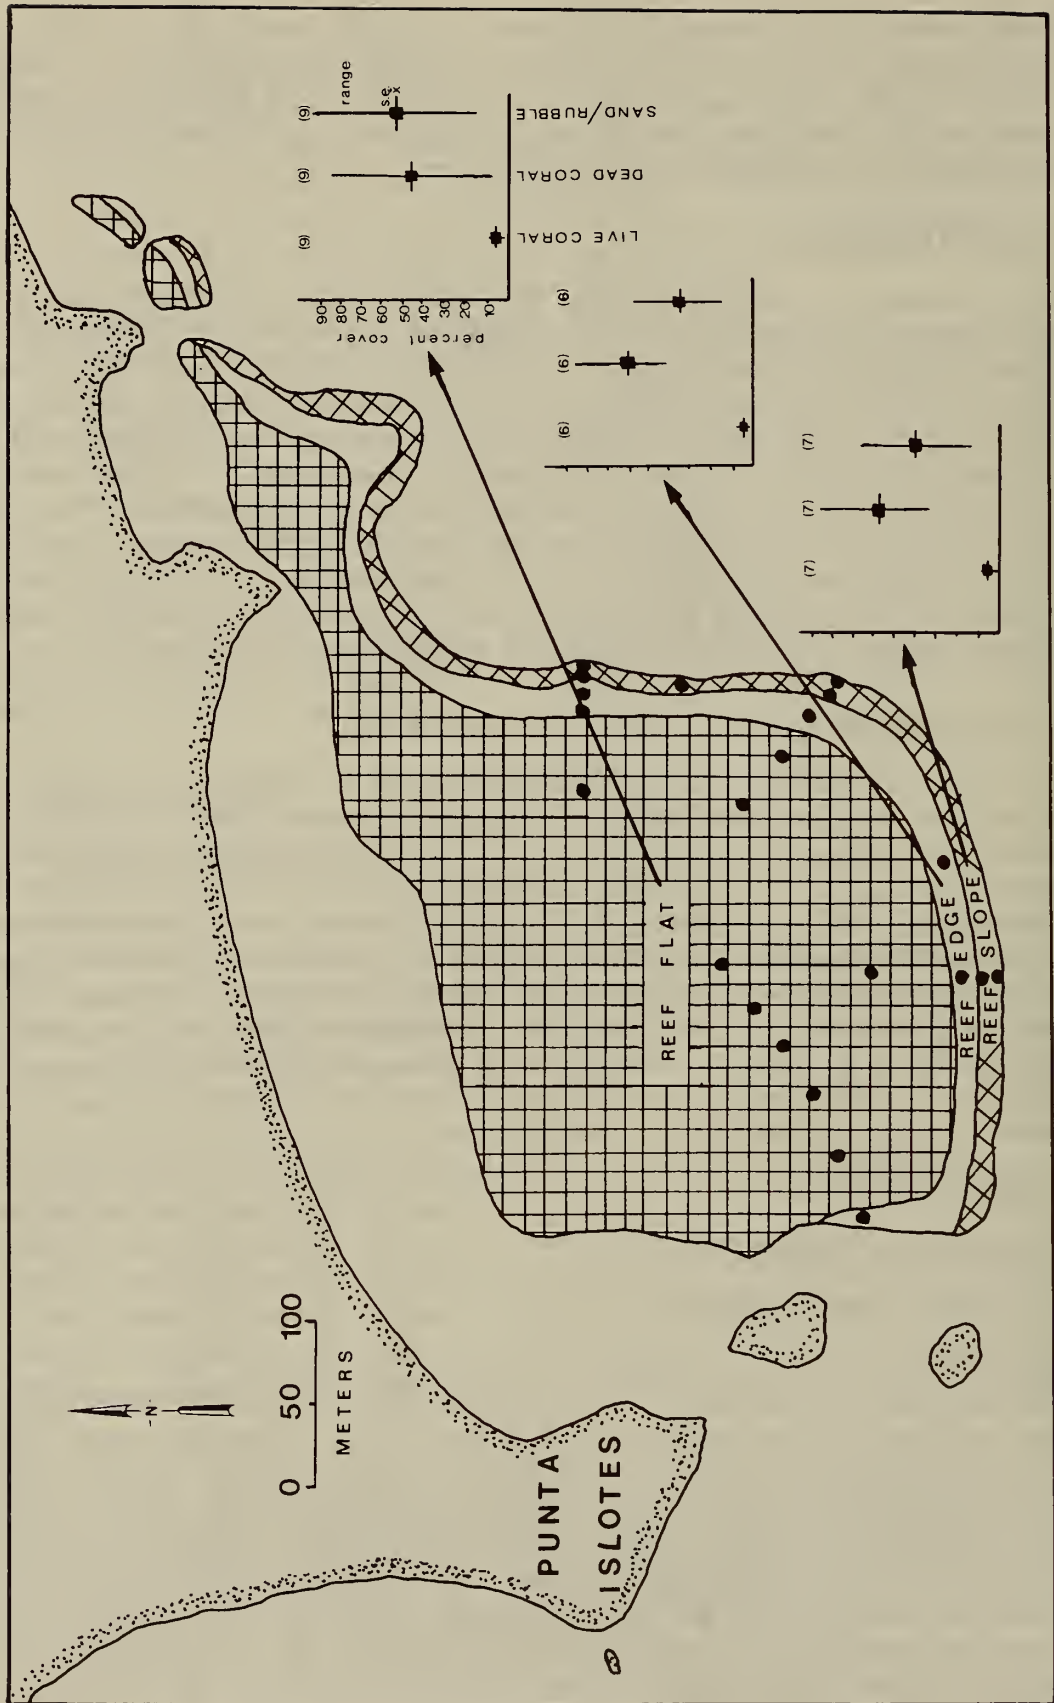 0 50 100
METERS
-N-
PUNTA
ISLOTES
REEF FLAT
REEF EDGE
REEF SLOPE
percent cover
90
80
70
60
50
40
30
20
10
(9) (9) (9)
range
s.e.
x̄
LIVE CORAL
DEAD CORAL
SAND/RUBBLE
(6) (6) (6)
(7) (7) (7)